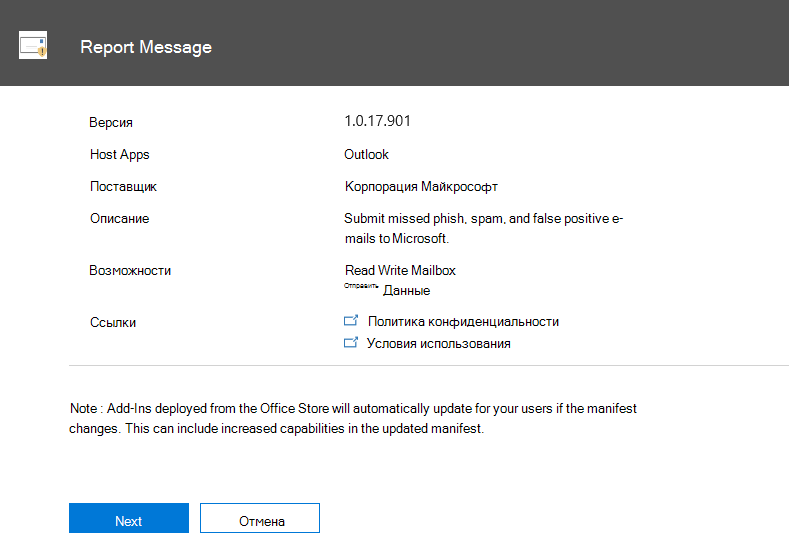 Report Message
Версия 1.0.17.901
Host Apps Outlook
Поставщик Корпорация Майкрософт
Описание Submit missed phish, spam, and false positive e-
mails to Microsoft.
Возможности Read Write Mailbox
Отправить Данные
Ссылки Политика конфиденциальности
Условия использования
Note : Add-Ins deployed from the Office Store will automatically update for your users if the manifest
changes. This can include increased capabilities in the updated manifest.
Next Отмена